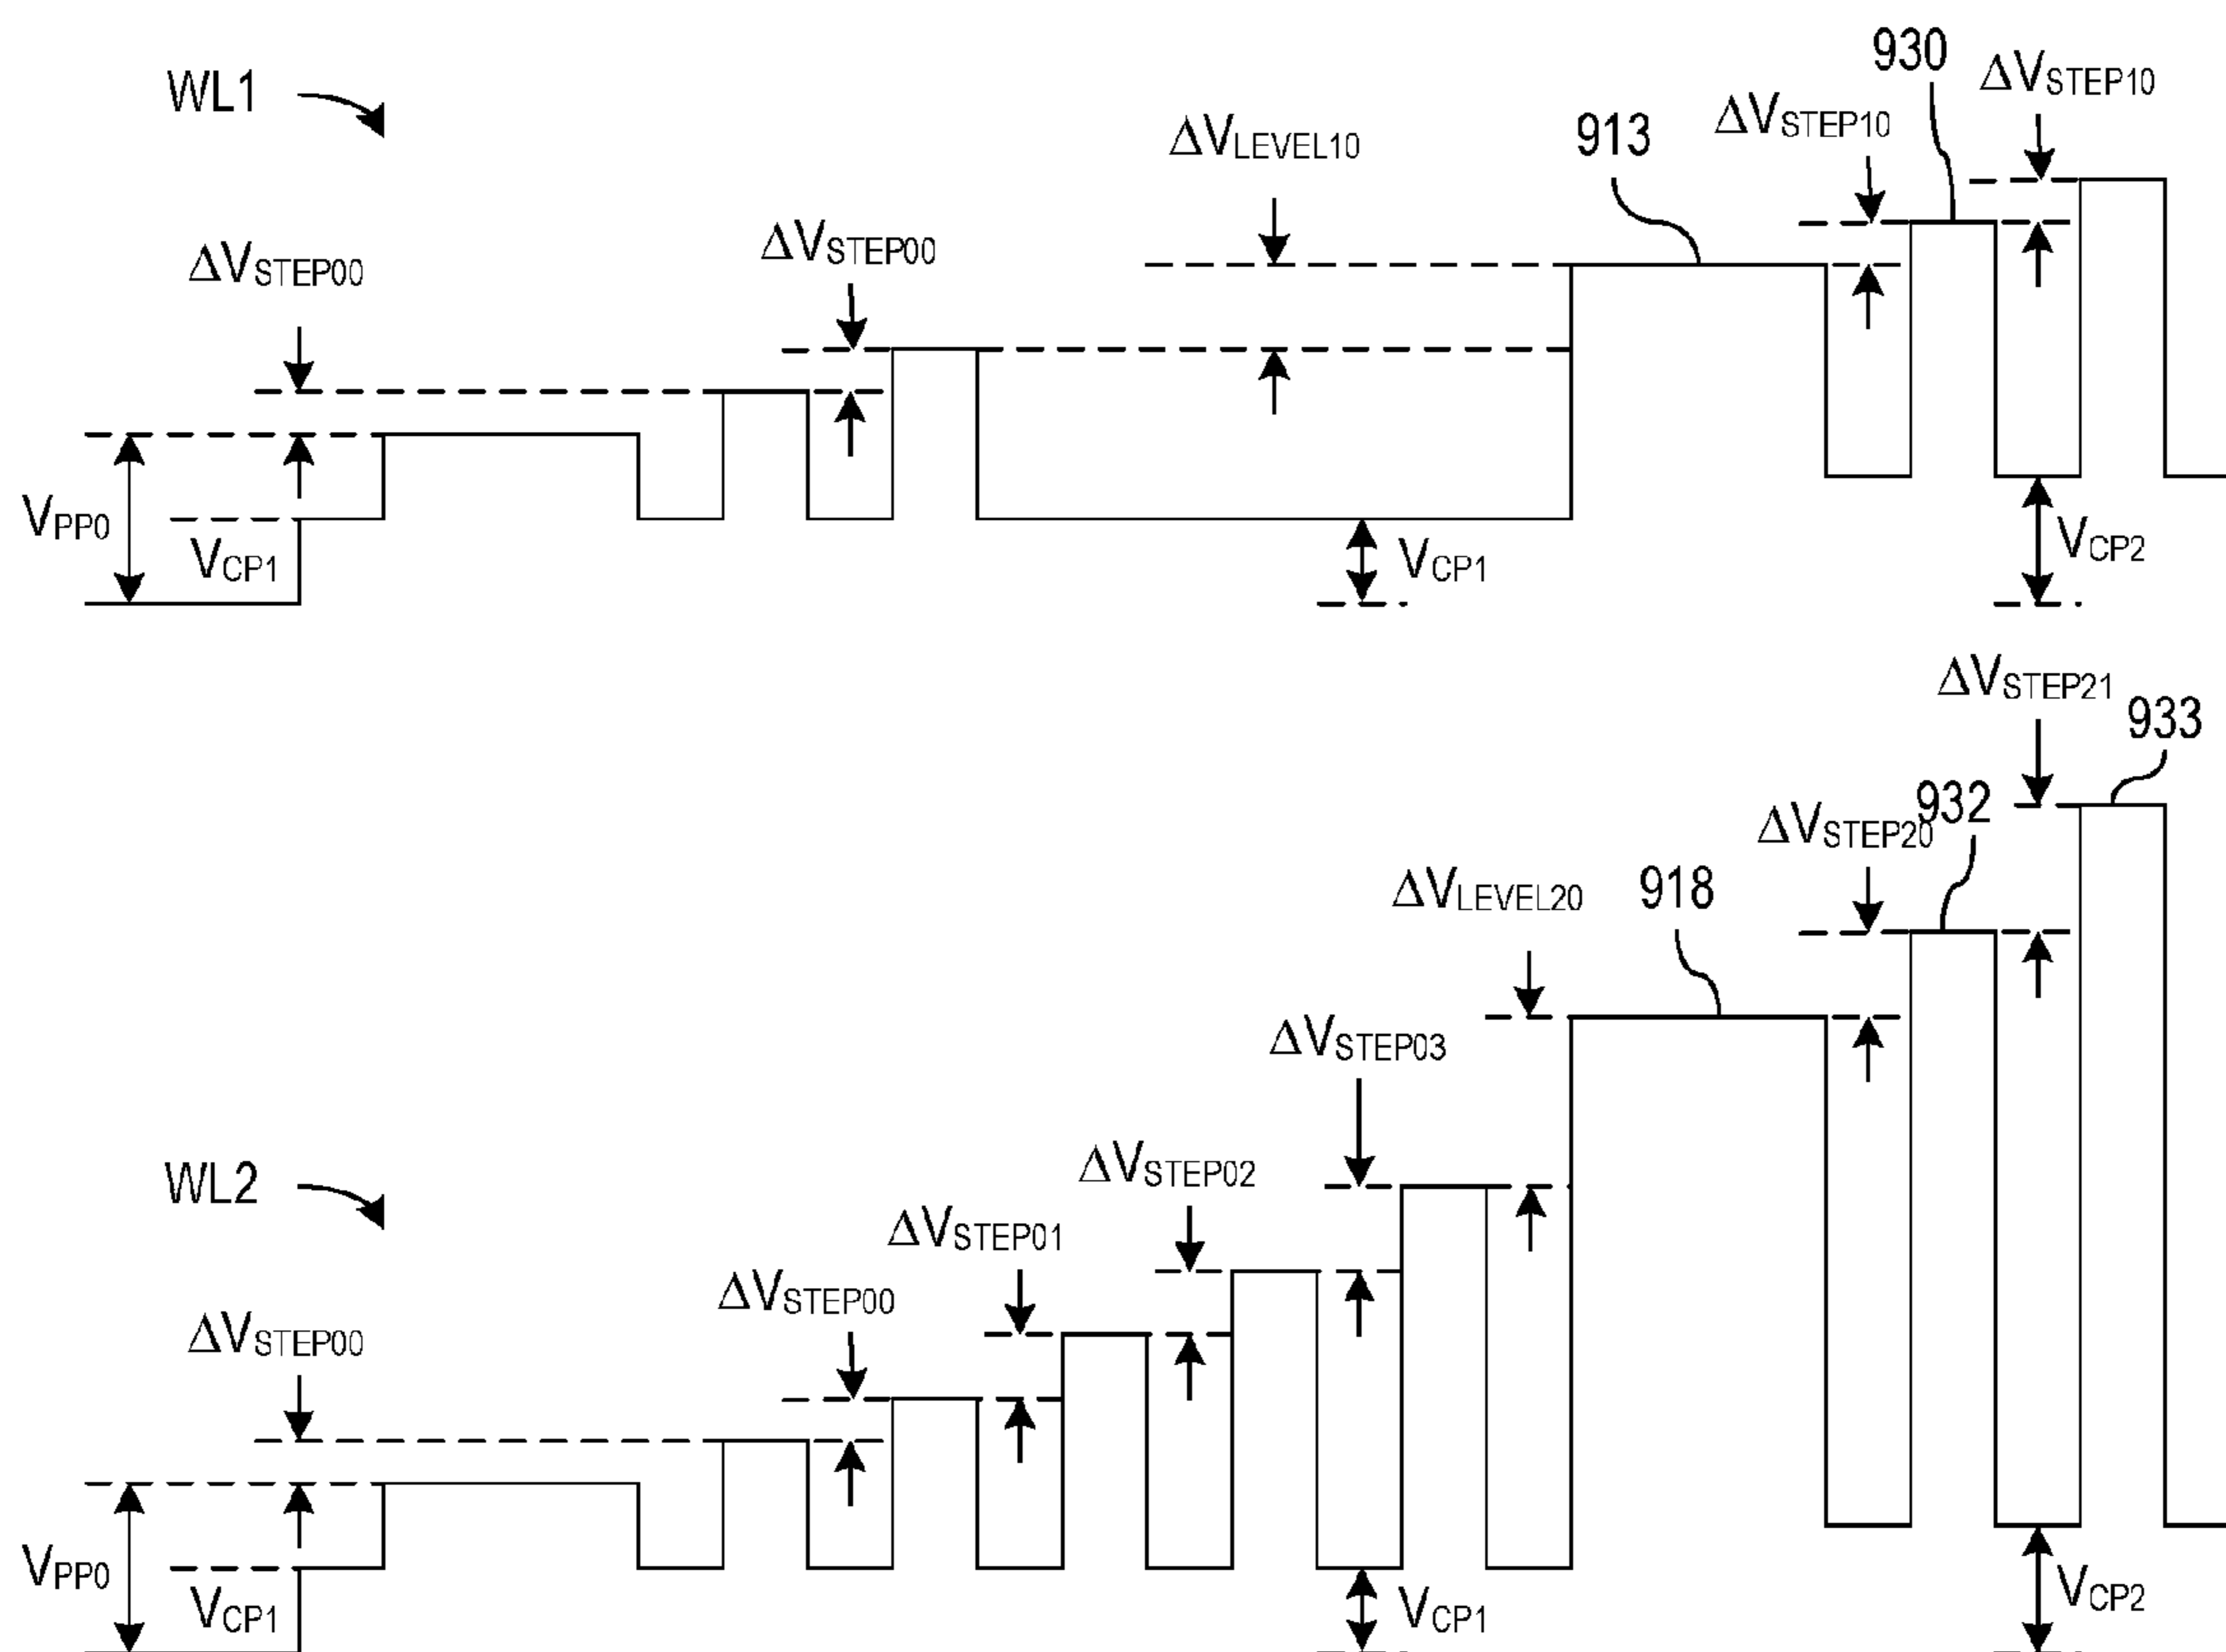 930
WL1
ΔVSTEP10
ΔVSTEP10
ΔVLEVEL10
913
ΔVSTEP00
ΔVSTEP00
VPP0
VCP1
VCP1
VCP2
ΔVSTEP21
933
932
ΔVSTEP20
ΔVLEVEL20
918
ΔVSTEP03
WL2
ΔVSTEP02
ΔVSTEP01
ΔVSTEP00
ΔVSTEP00
VPP0
VCP1
VCP1
VCP2